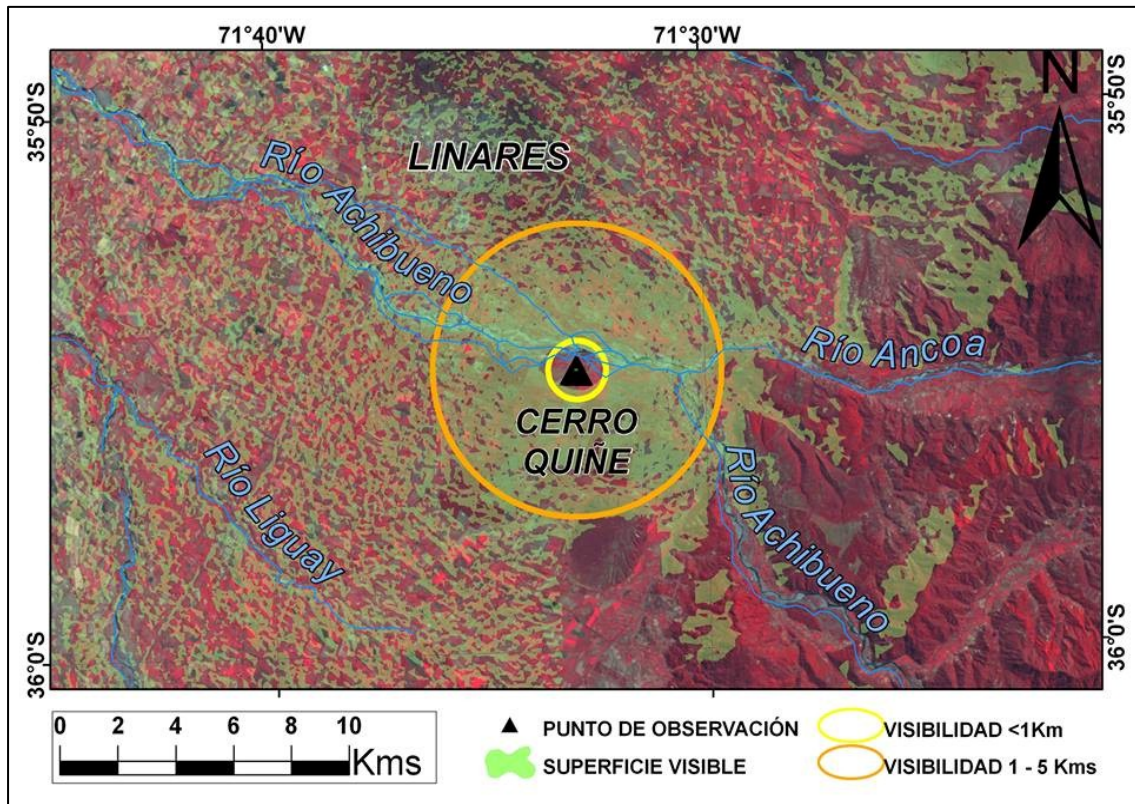 71°40'W
71°30'W
35°50'S
35°50'S
N
LINARES
Río Achibueno
Río Ancoa
CERRO
QUIÑE
Río Liguay
Río Achibueno
36°0'S
36°0'S
0 2 4 6 8 10
Kms
PUNTO DE OBSERVACIÓN
VISIBILIDAD <1Km
SUPERFICIE VISIBLE
VISIBILIDAD 1 - 5 Kms